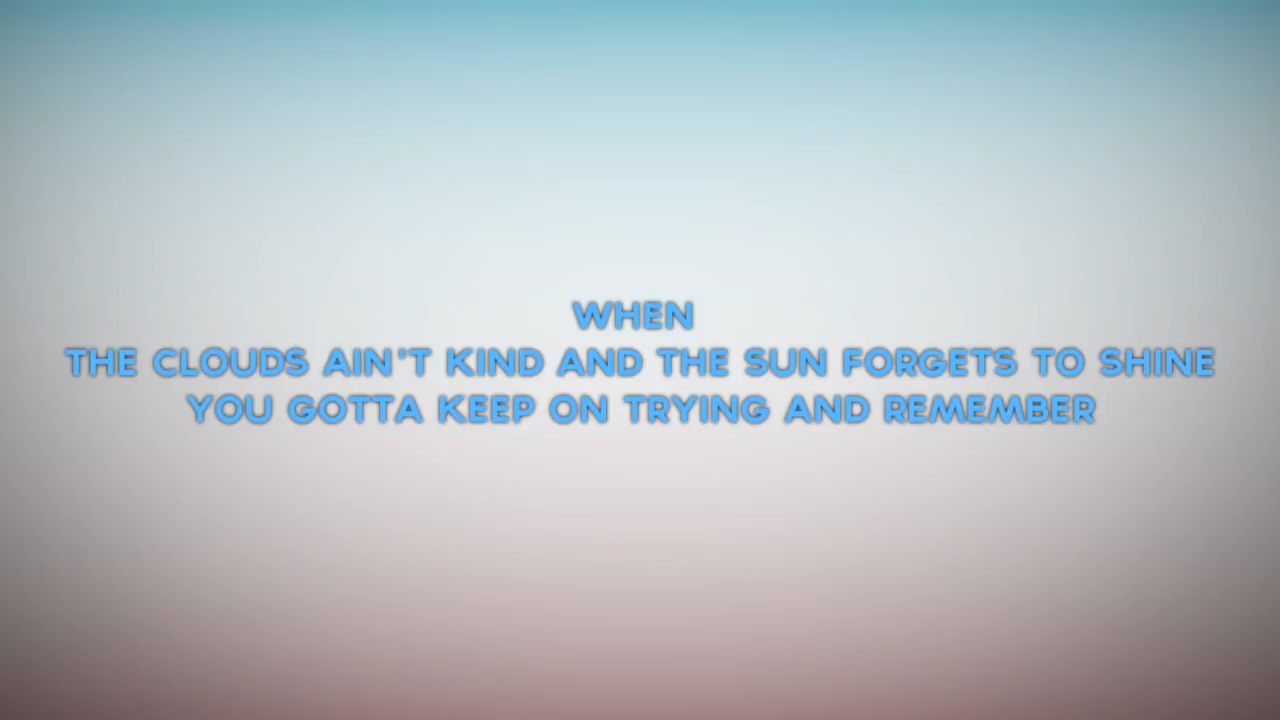 WHEN
THE CLOUDS AIN'T KIND AND THE SUN FORGETS TO SHINE
YOU GOTTA KEEP ON TRYING AND REMEMBER